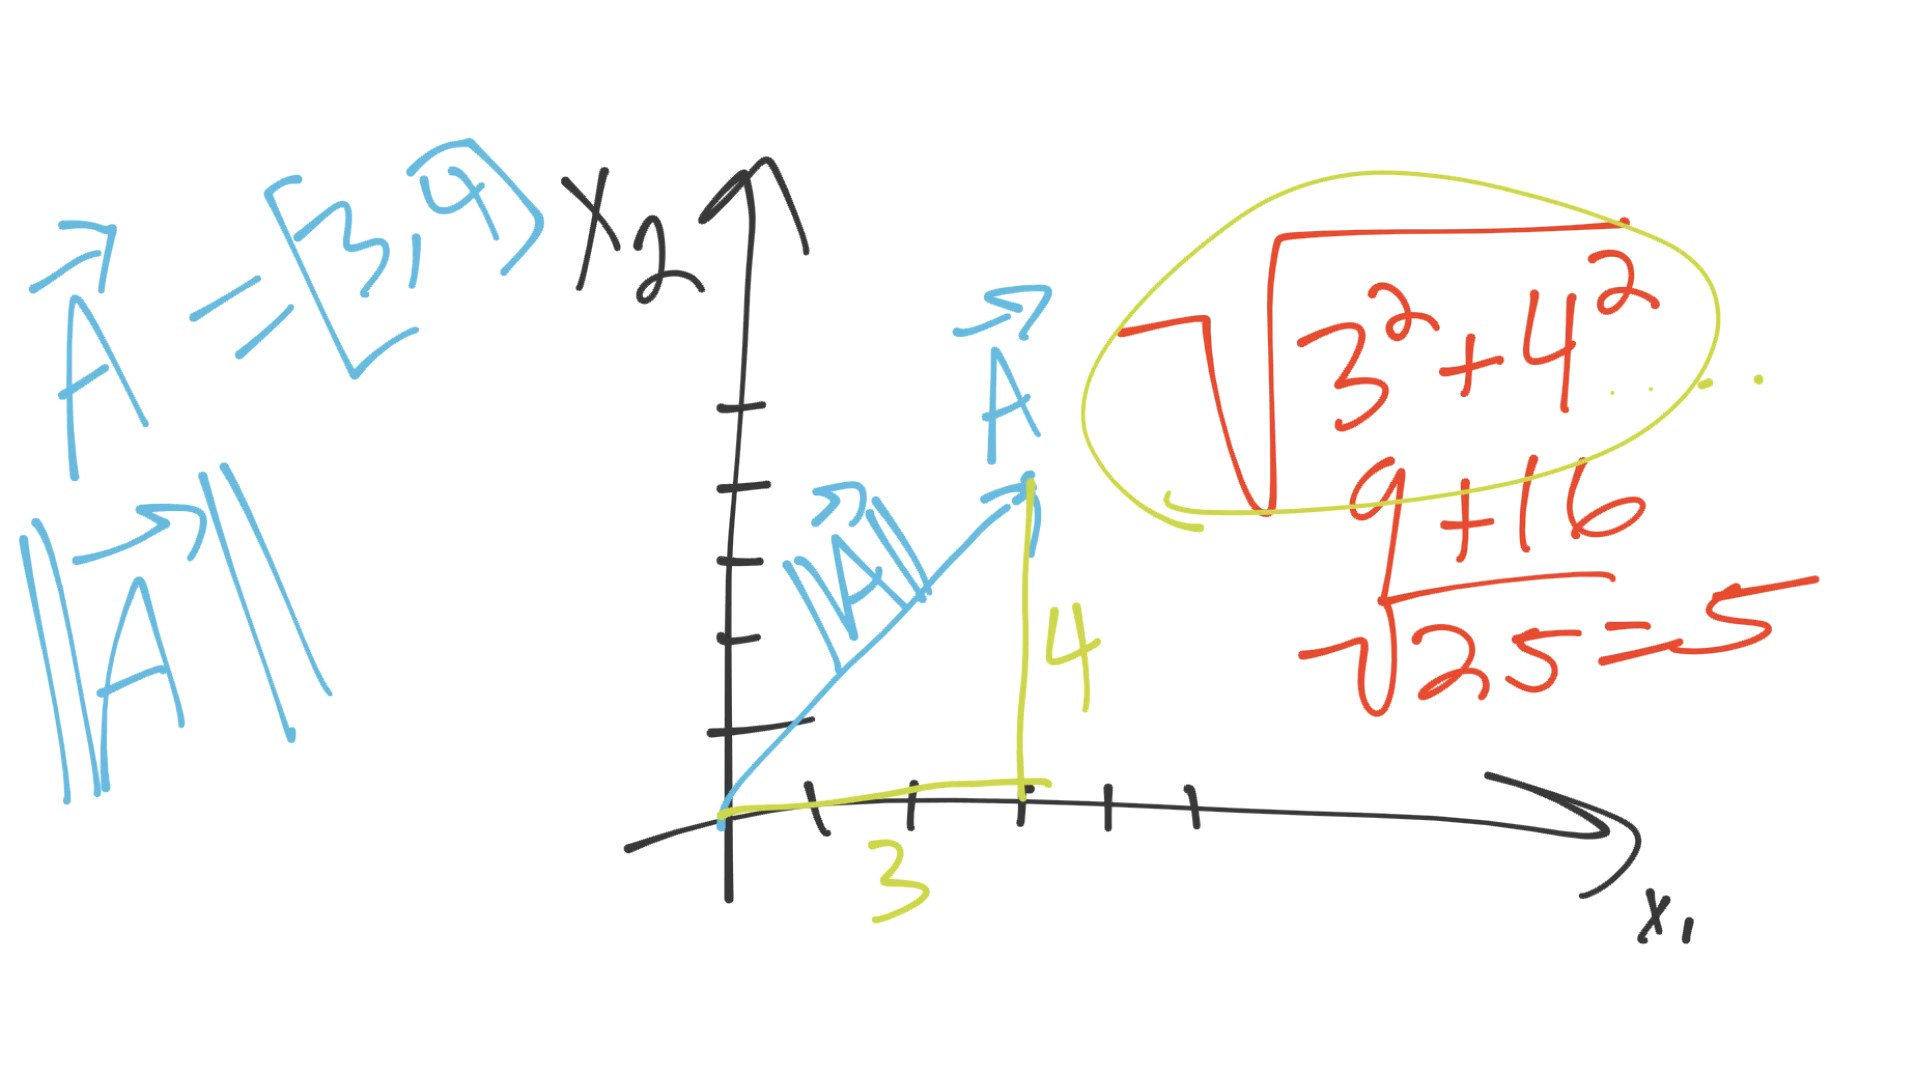 A⃗ = [3,4]
||A⃗||
X₂
A⃗
||A⃗||
4
3
X₁
√3² + 4²
9 + 16
√25 = 5